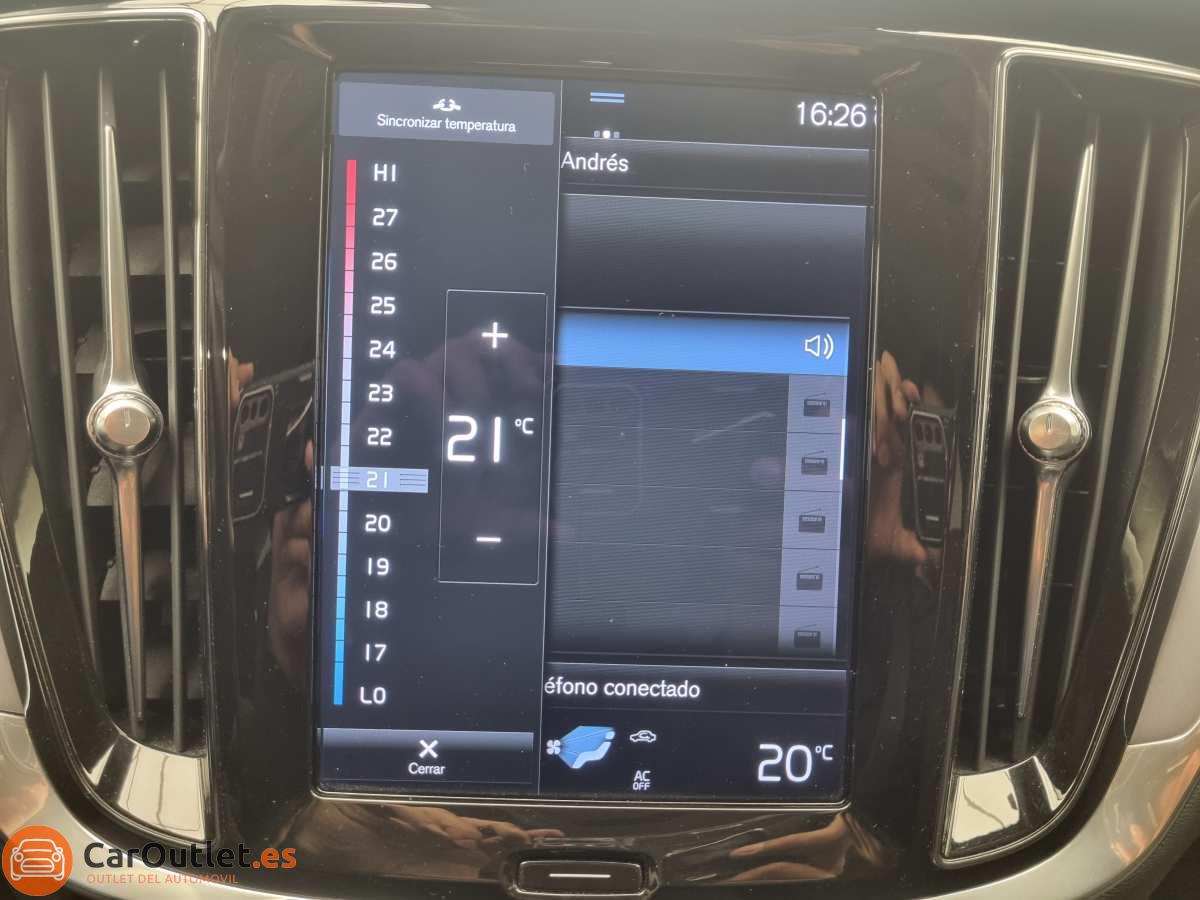 Sincronizar temperatura
16:26
Andrés
HI
27
26
25
24
23
22
21
20
19
18
17
LO
+
21 °C
−
éfono conectado
Cerrar
AC
OFF
20 °C
CarOutlet.es
OUTLET DEL AUTOMOVIL